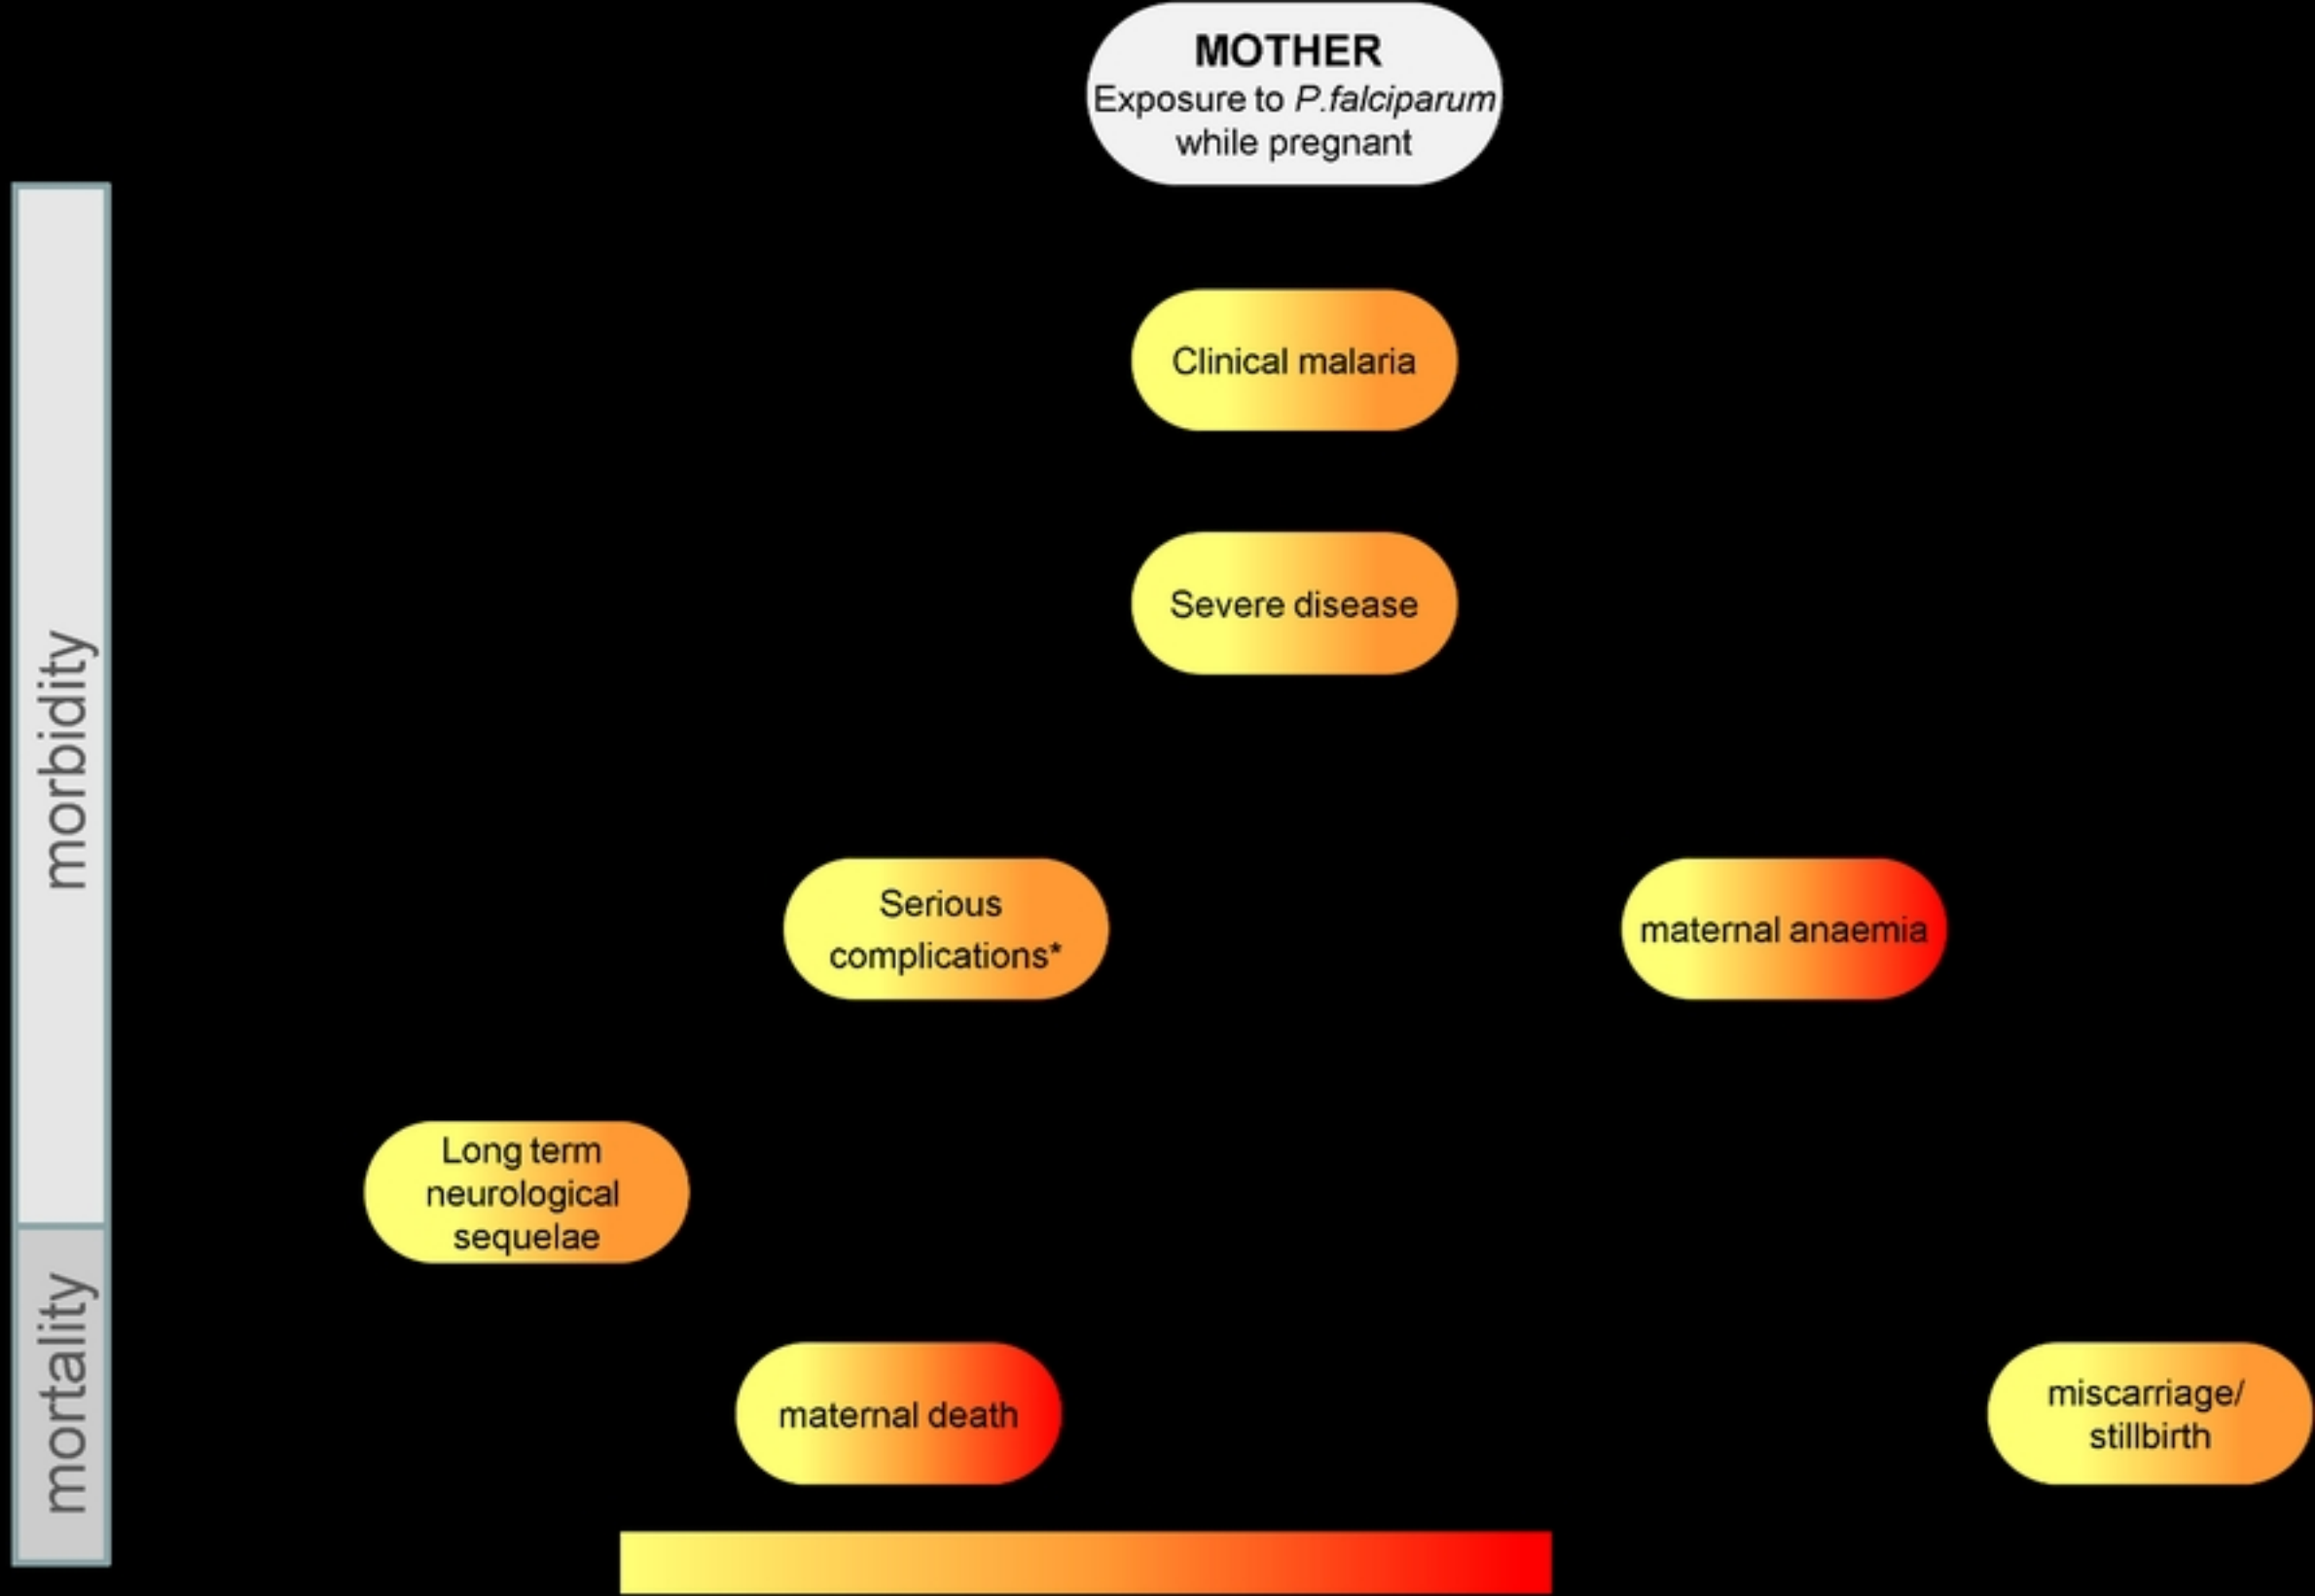 MOTHER
Exposure to P.falciparum
while pregnant
Clinical malaria
Severe disease
morbidity
Serious
complications*
maternal anaemia
Long term
neurological
sequelae
mortality
maternal death
miscarriage/
stillbirth